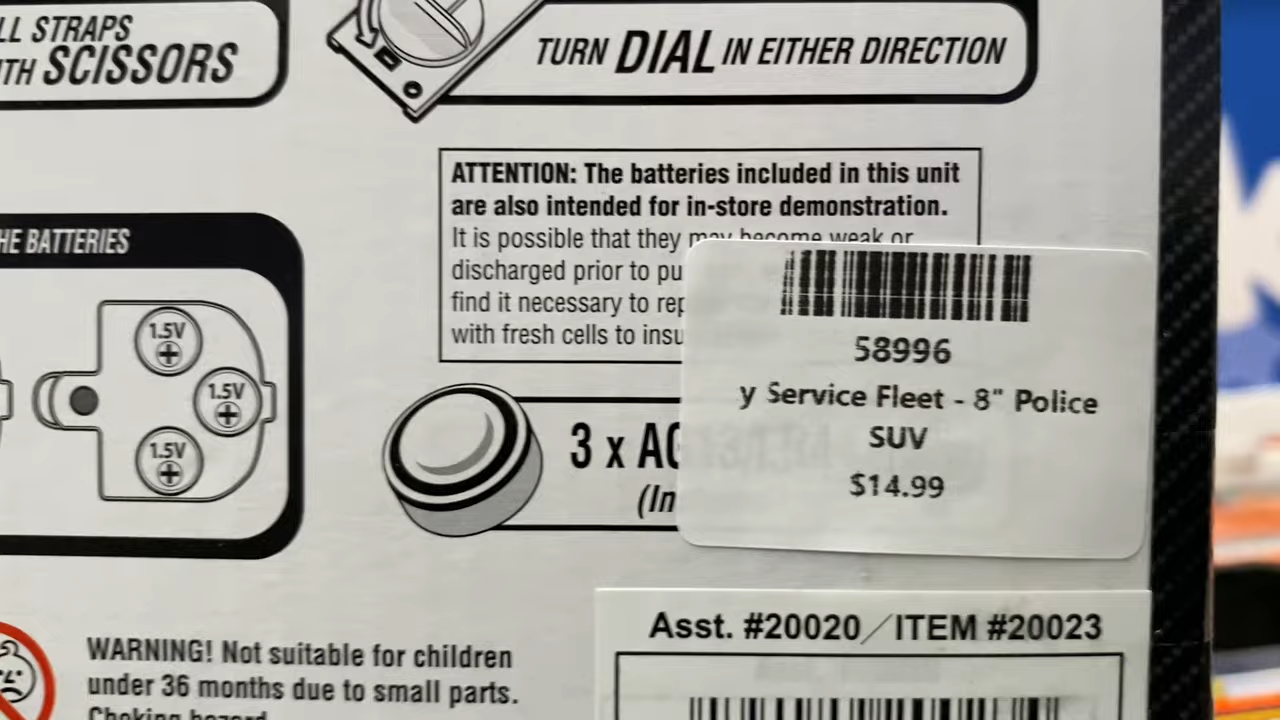 LL STRAPS
ITH SCISSORS
TURN DIAL IN EITHER DIRECTION
ATTENTION: The batteries included in this unit
are also intended for in-store demonstration.
It is possible that they may become weak or
discharged prior to pu
find it necessary to rep
with fresh cells to insu
HE BATTERIES
1.5V
+
1.5V
+
1.5V
+
3 x AG
(In
58996
y Service Fleet - 8" Police
SUV
$14.99
Asst. #20020/ITEM #20023
WARNING! Not suitable for children
under 36 months due to small parts.
Choking hazard